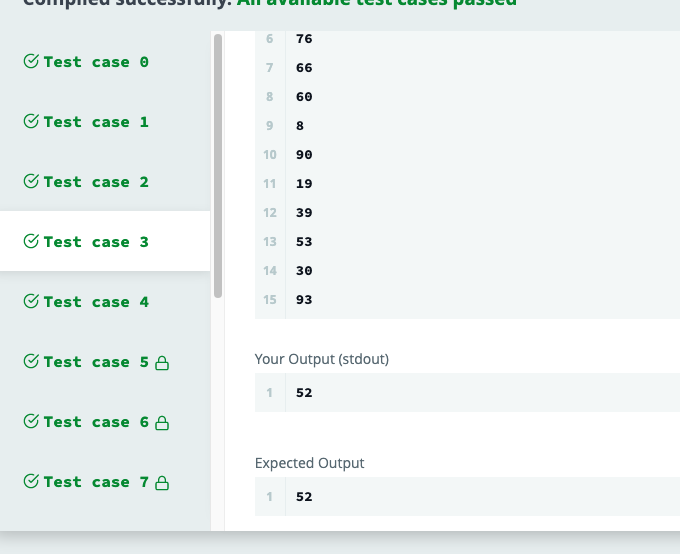 Compiled successfully. All available test cases passed
Test case 0
Test case 1
Test case 2
Test case 3
Test case 4
Test case 5
Test case 6
Test case 7
6 76
7 66
8 60
9 8
10 90
11 19
12 39
13 53
14 30
15 93
Your Output (stdout)
1 52
Expected Output
1 52